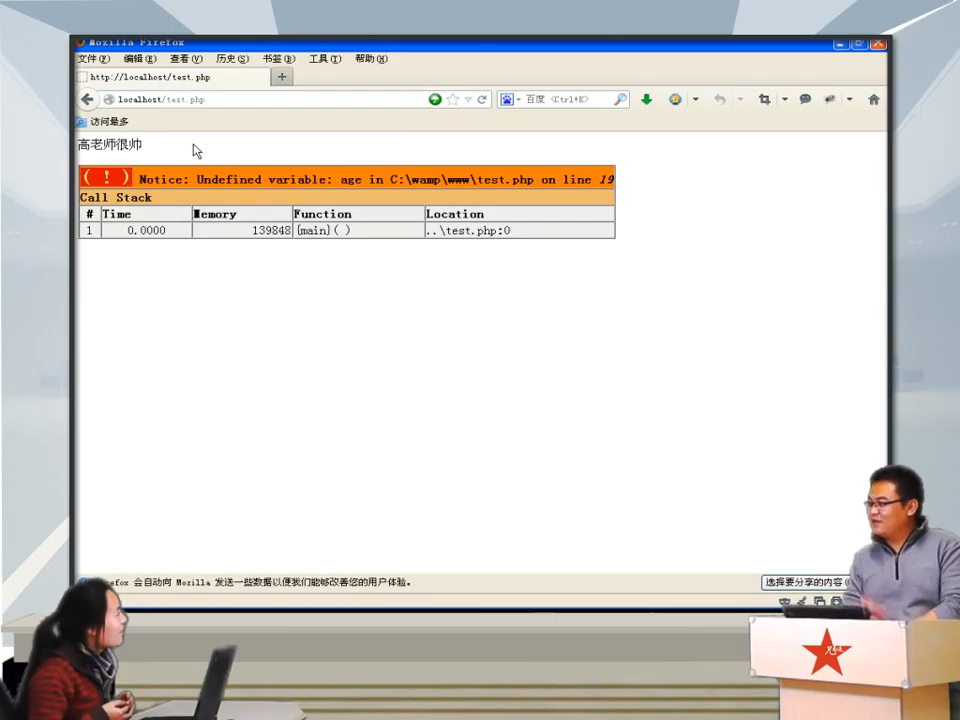 Mozilla Firefox
文件(F) 编辑(E) 查看(V) 历史(S) 书签(B) 工具(T) 帮助(H)
http://localhost/test.php +
localhost/test.php 百度 <Ctrl+K>
访问最多
高老师很帅
( ! ) Notice: Undefined variable: age in C:\wamp\www\test.php on line 19
Call Stack
# Time Memory Function Location
1 0.0000 139848 {main}( ) ..\test.php:0
efox 会自动向 Mozilla 发送一些数据以便我们能够改善您的用户体验。 选择要分享的内容(